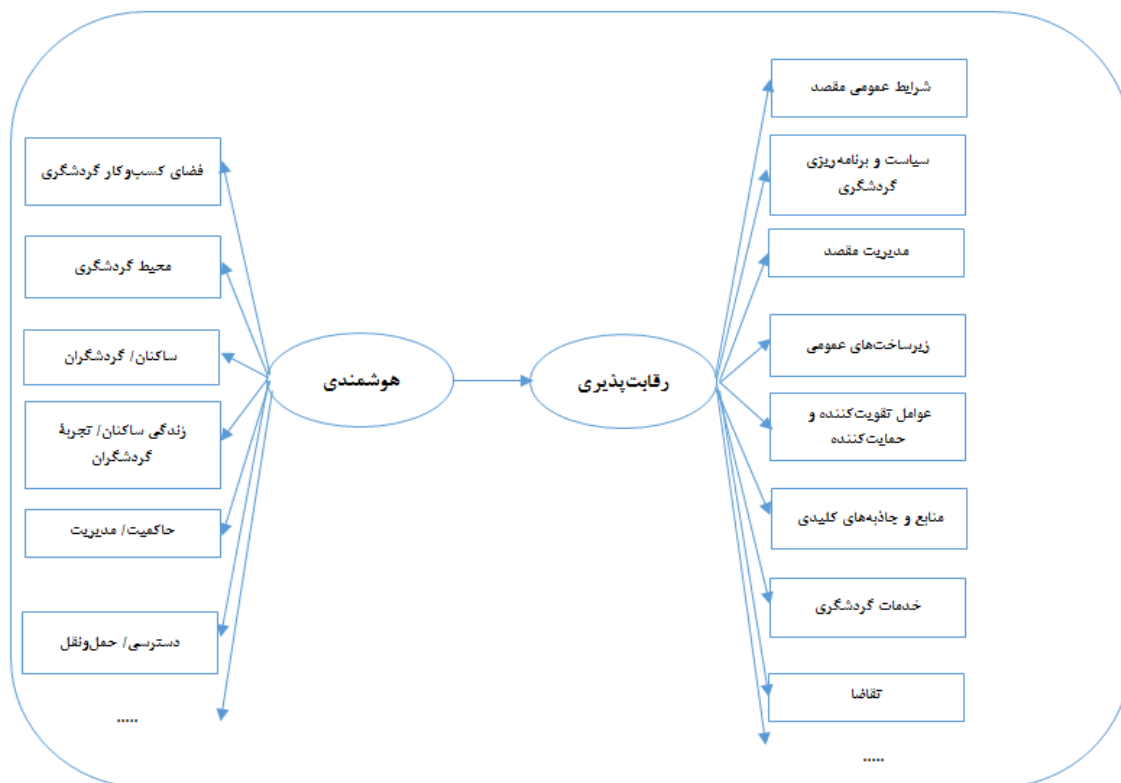 شرایط عمومی مقصد
سیاست و برنامه‌ریزی
گردشگری
مدیریت مقصد
زیرساخت‌های عمومی
عوامل تقویت‌کننده و
حمایت‌کننده
منابع و جاذبه‌های کلیدی
خدمات گردشگری
تقاضا
.....
رقابت‌پذیری
هوشمندی
فضای کسب‌وکار گردشگری
محیط گردشگری
ساکنان/ گردشگران
زندگی ساکنان/ تجربۀ
گردشگران
حاکمیت/ مدیریت
دسترسی/ حمل‌ونقل
.....